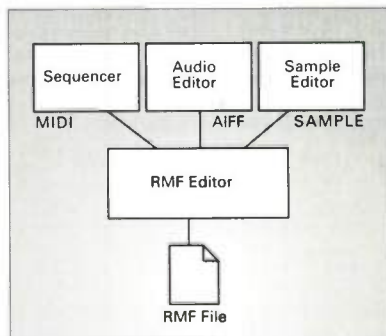 Sequencer
Audio
Editor
Sample
Editor
MIDI
AIFF
SAMPLE
RMF Editor
RMF File